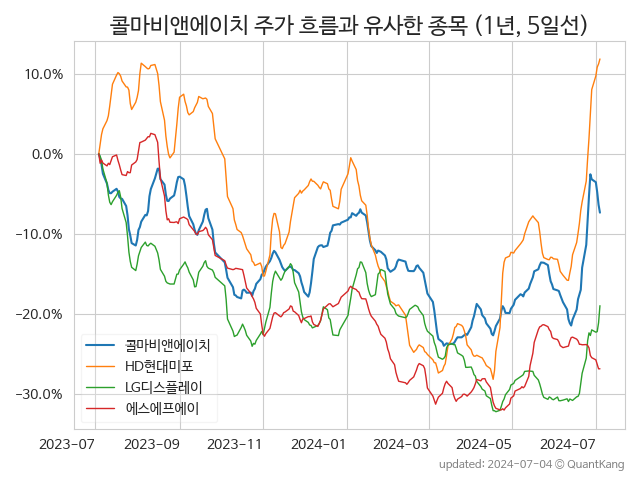 콜마비앤에이치 주가 흐름과 유사한 종목 (1년, 5일선)
10.0%
0.0%
−10.0%
−20.0%
−30.0%
콜마비앤에이치
HD현대미포
LG디스플레이
에스에프에이
2023-07 2023-09 2023-11 2024-01 2024-03 2024-05 2024-07
updated: 2024-07-04 © QuantKang